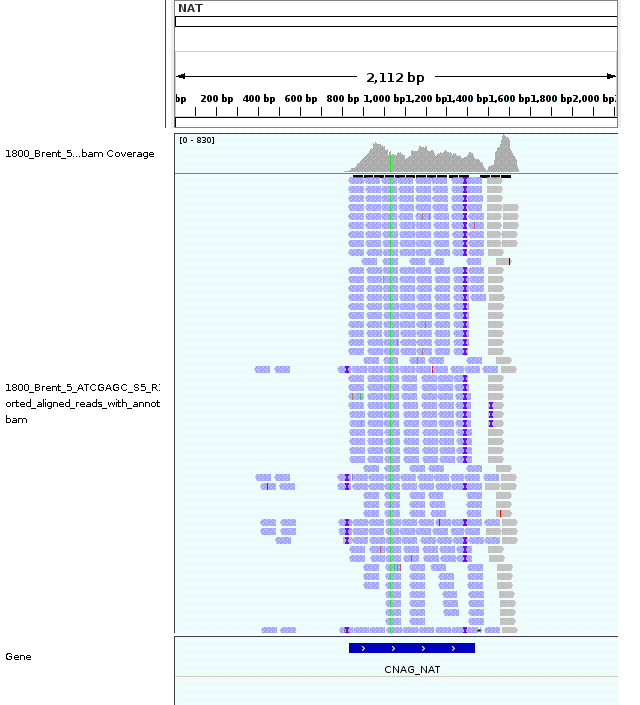 NAT
2,112 bp
bp 200 bp 400 bp 600 bp 800 bp 1,000 bp 1,200 bp 1,400 bp 1,600 bp 1,800 bp 2,000 bp
[0 - 830]
1800_Brent_5...bam Coverage
1800_Brent_5_ATCGAGC_S5_R
orted_aligned_reads_with_annot
bam
Gene
CNAG_NAT